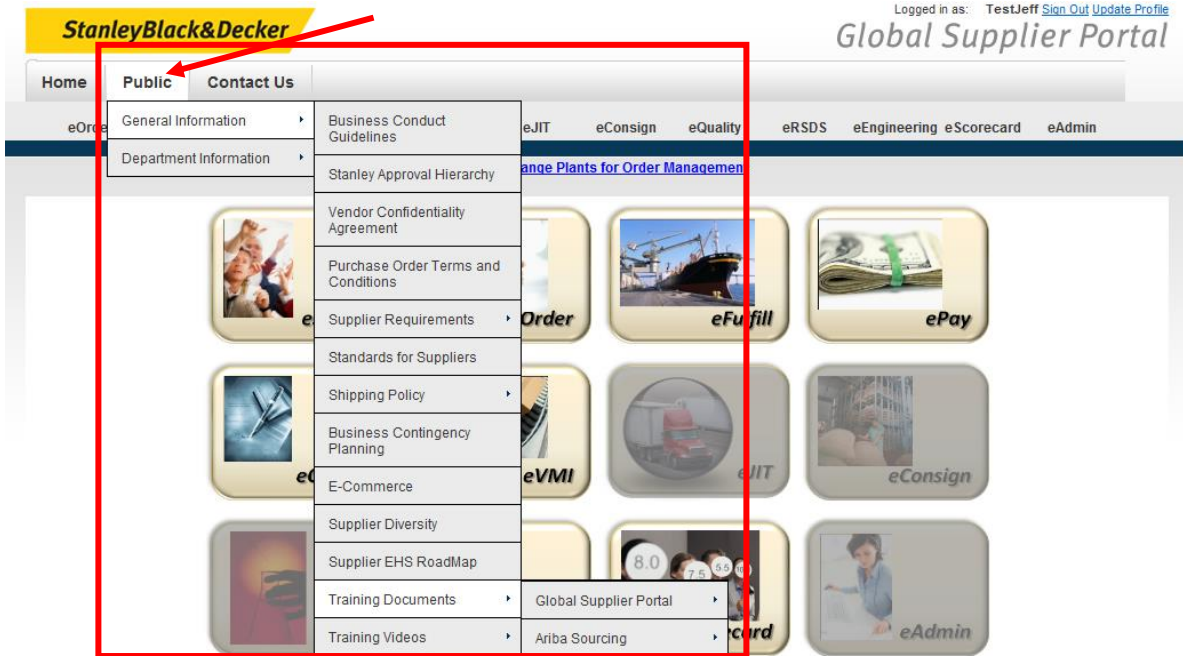 Logged in as: TestJeff Sign Out Update Profile
StanleyBlack&Decker
Global Supplier Portal
Home Public Contact Us
eJIT eConsign eQuality eRSDS eEngineering eScorecard eAdmin
General Information
Department Information
Business Conduct
Guidelines
Stanley Approval Hierarchy
Vendor Confidentiality
Agreement
Purchase Order Terms and
Conditions
Supplier Requirements
Standards for Suppliers
Shipping Policy
Business Contingency
Planning
E-Commerce
Supplier Diversity
Supplier EHS RoadMap
Training Documents
Training Videos
Global Supplier Portal
Ariba Sourcing
Plants for Order
Order
eFulfill
ePay
eVMI
eJIT
eConsign
8.0
7.5
5.5
eAdmin